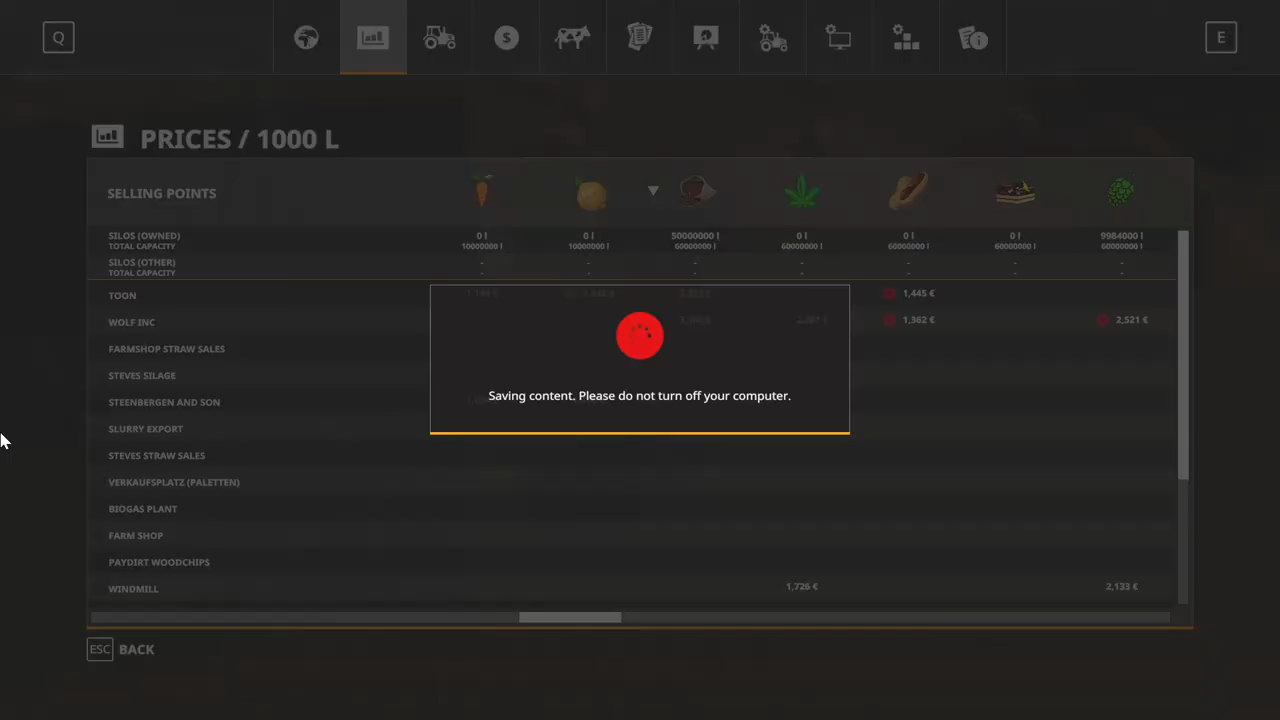 Q
E
PRICES / 1000 L
SELLING POINTS
SILOS (OWNED) 0 l 0 l 50000000 l 0 l 0 l 0 l 9984000 l
TOTAL CAPACITY 10000000 l 10000000 l 60000000 l 60000000 l 60000000 l 60000000 l 60000000 l
SILOS (OTHER) - - - - - - -
TOTAL CAPACITY - - - - - - -
TOON 1,445 €
WOLF INC 1,362 € 2,521 €
FARMSHOP STRAW SALES
STEVES SILAGE
STEENBERGEN AND SON
SLURRY EXPORT
STEVES STRAW SALES
VERKAUFSPLATZ (PALETTEN)
BIOGAS PLANT
FARM SHOP
PAYDIRT WOODCHIPS
WINDMILL 1,726 € 2,133 €
Saving content. Please do not turn off your computer.
ESC BACK